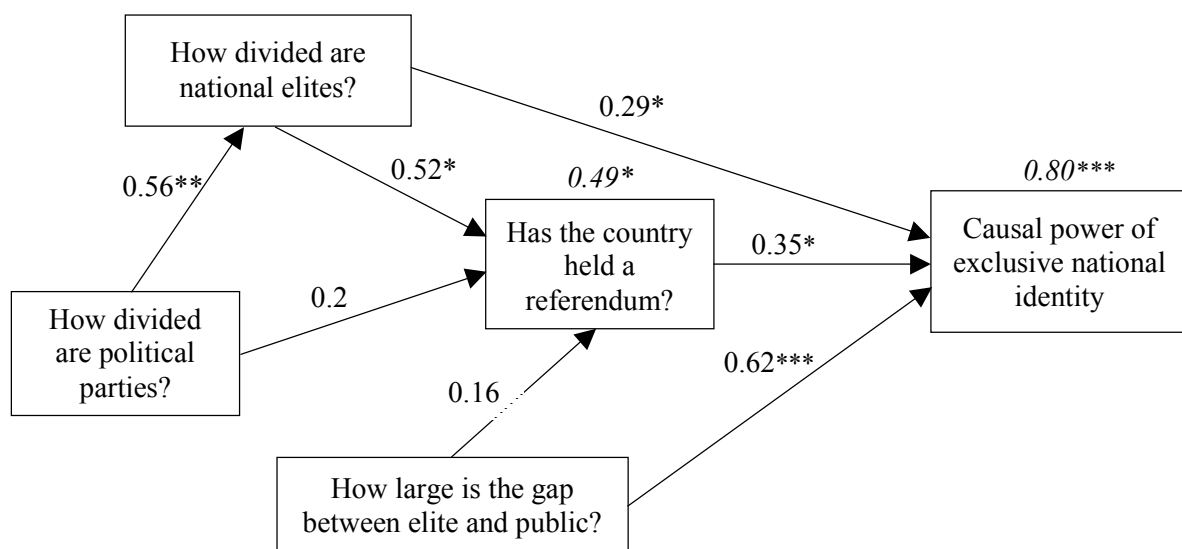 How divided are
national elites?
0.29*
0.56**
0.52*
0.49*
0.80***
Has the country
held a
referendum?
0.35*
Causal power of
exclusive national
identity
How divided
are political
parties?
0.2
0.16
0.62***
How large is the gap
between elite and public?